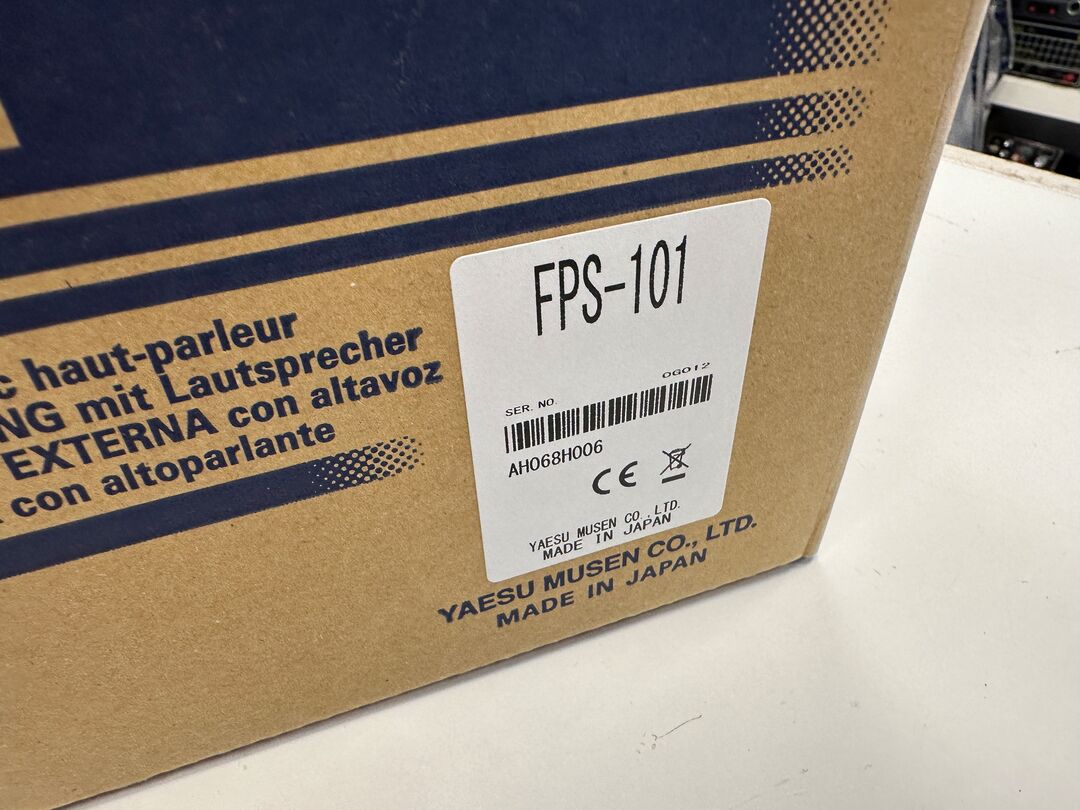 c haut-parleur
NG mit Lautsprecher
EXTERNA con altavoz
con altoparlante
FPS-101
0G012
SER. NO.
AH068H006
CE
YAESU MUSEN CO., LTD.
MADE IN JAPAN
YAESU MUSEN CO., LTD.
MADE IN JAPAN